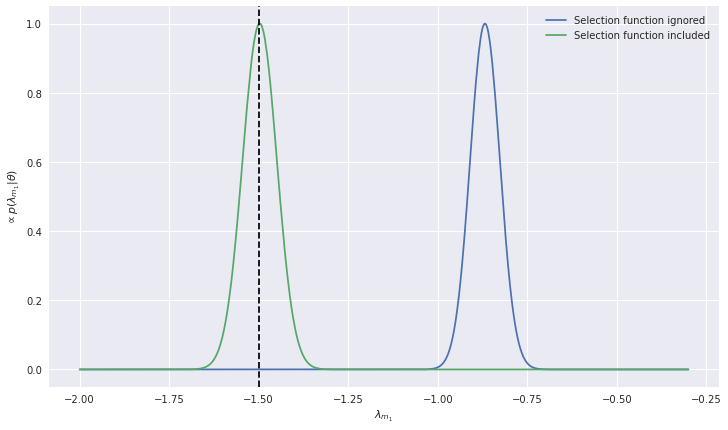 Selection function ignored
Selection function included
1.0
0.8
0.6
0.4
0.2
0.0
∝ p(λ_{m_1}|θ)
−2.00 −1.75 −1.50 −1.25 −1.00 −0.75 −0.50 −0.25
λ_{m_1}